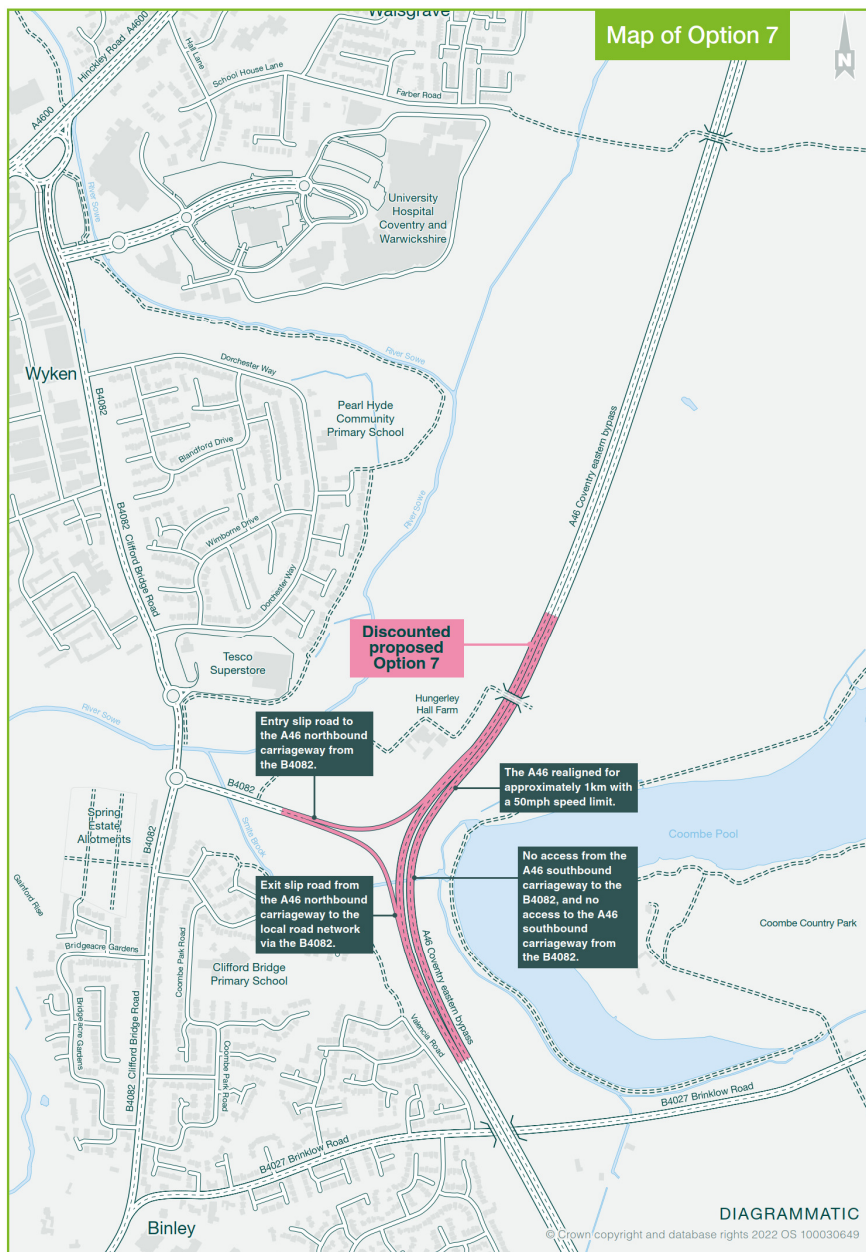 Map of Option 7
N
Walsgrave
Hinckley Road A4600
A4600
Hall Lane
School House Lane
Farber Road
River Sowe
University
Hospital
Coventry and
Warwickshire
River Sowe
Wyken
B4082
Dorchester Way
Pearl Hyde
Community
Primary School
Blandford Drive
Wimborne Drive
Dorchester Way
River Sowe
A46 Coventry eastern bypass
B4082 Clifford Bridge Road
Tesco
Superstore
Discounted
proposed
Option 7
Hungerley
Hall Farm
River Sowe
Entry slip road to
the A46 northbound
carriageway from
the B4082.
B4082
The A46 realigned for
approximately 1km with
a 50mph speed limit.
Spring
Estate
Allotments
B4082
Smite Brook
Coombe Pool
No access from the
A46 southbound
carriageway to the
B4082, and no
access to the A46
southbound
carriageway from
the B4082.
Exit slip road from
the A46 northbound
carriageway to the
local road network
via the B4082.
Gainford Rise
Coombe Country Park
Bridgeacre Gardens
Coombe Park Road
Clifford Bridge
Primary School
A46 Coventry eastern bypass
Valencia Road
Bridgeacre Gardens
B4082 Clifford Bridge Road
Coombe Park
Road
B4027 Brinklow Road
B4027 Brinklow Road
Binley
DIAGRAMMATIC
© Crown copyright and database rights 2022 OS 100030649